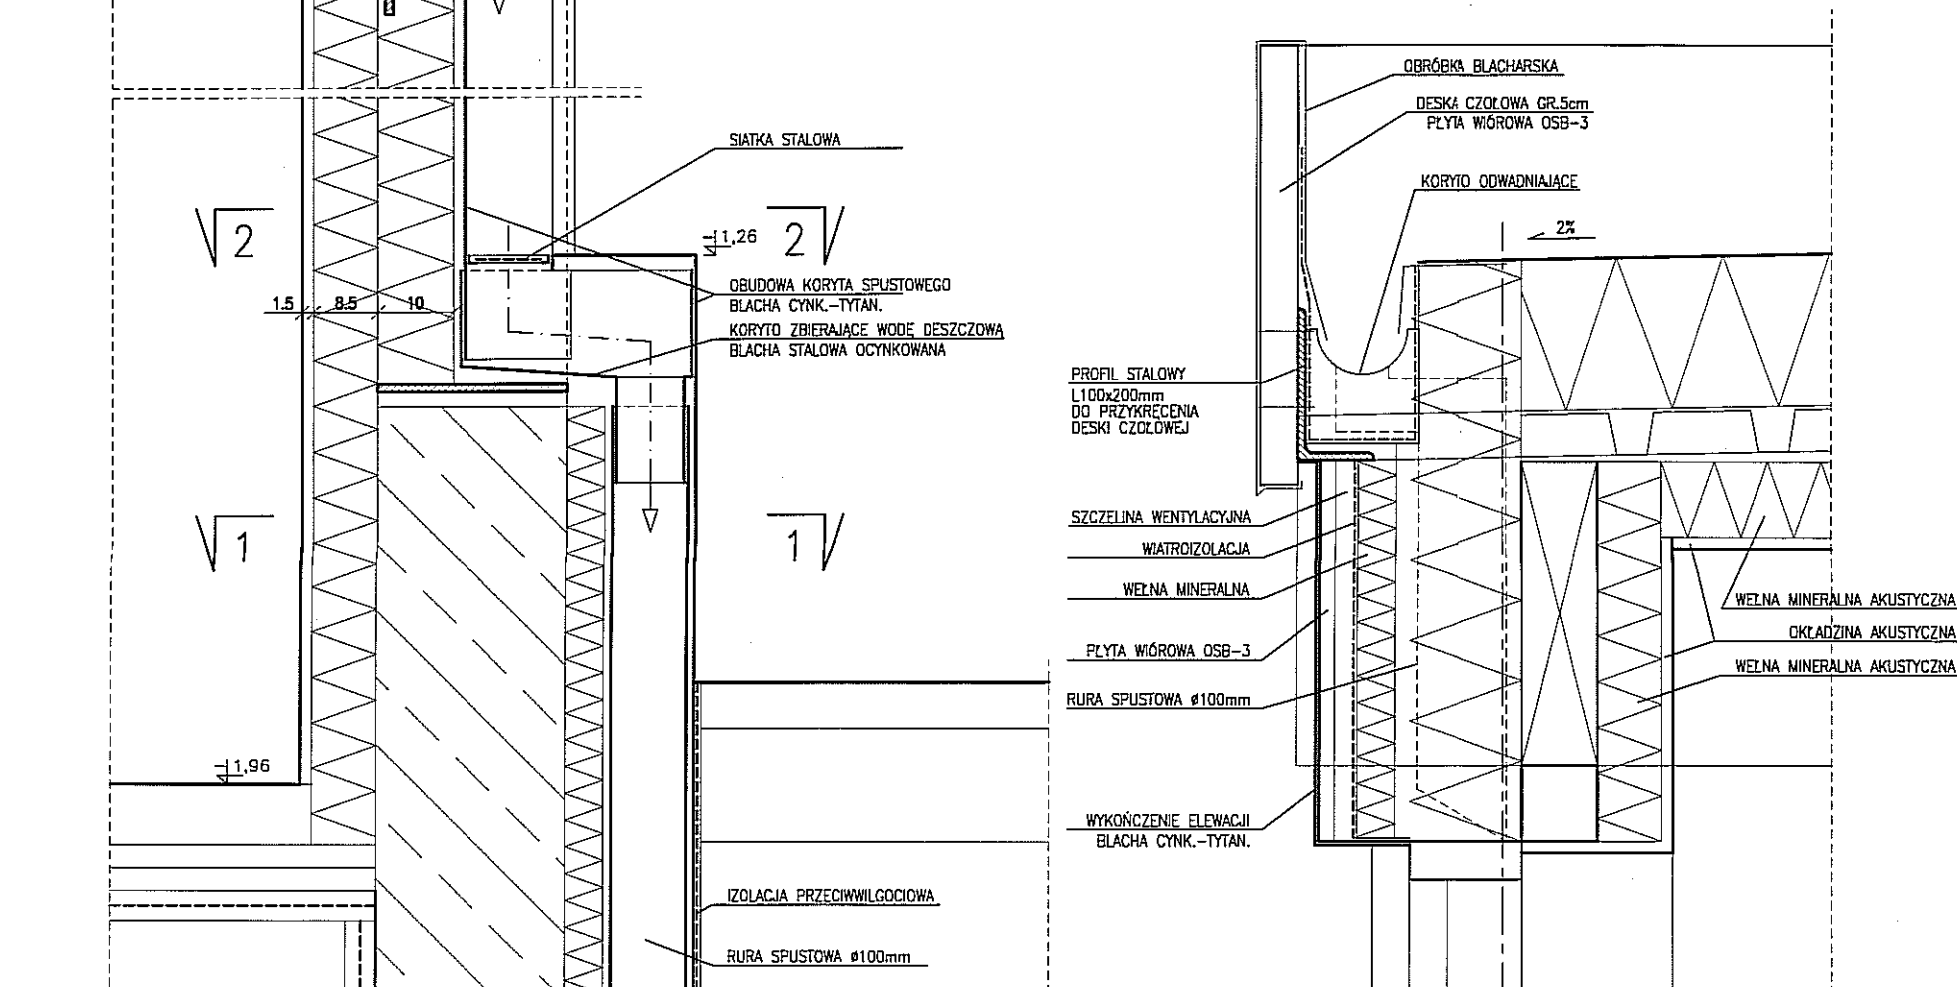 SIATKA STALOWA
2
2
-1,26
OBUDOWA KORYTA SPUSTOWEGO
BLACHA CYNK.-TYTAN.
1.5 8.5 10
KORYTO ZBIERAJĄCE WODĘ DESZCZOWĄ
BLACHA STALOWA OCYNKOWANA
1
1
-1,96
IZOLACJA PRZECIWWILGOCIOWA
RURA SPUSTOWA ø100mm
OBRÓBKA BLACHARSKA
DESKA CZOŁOWA GR.5cm
PŁYTA WIÓROWA OSB-3
KORYTO ODWADNIAJĄCE
2%
PROFIL STALOWY
L100x200mm
DO PRZYKRĘCENIA
DESKI CZOŁOWEJ
SZCZELINA WENTYLACYJNA
WIATROIZOLACJA
WEŁNA MINERALNA
PŁYTA WIÓROWA OSB-3
RURA SPUSTOWA ø100mm
WYKOŃCZENIE ELEWACJI
BLACHA CYNK.-TYTAN.
WEŁNA MINERALNA AKUSTYCZNA
OKŁADZINA AKUSTYCZNA
WEŁNA MINERALNA AKUSTYCZNA